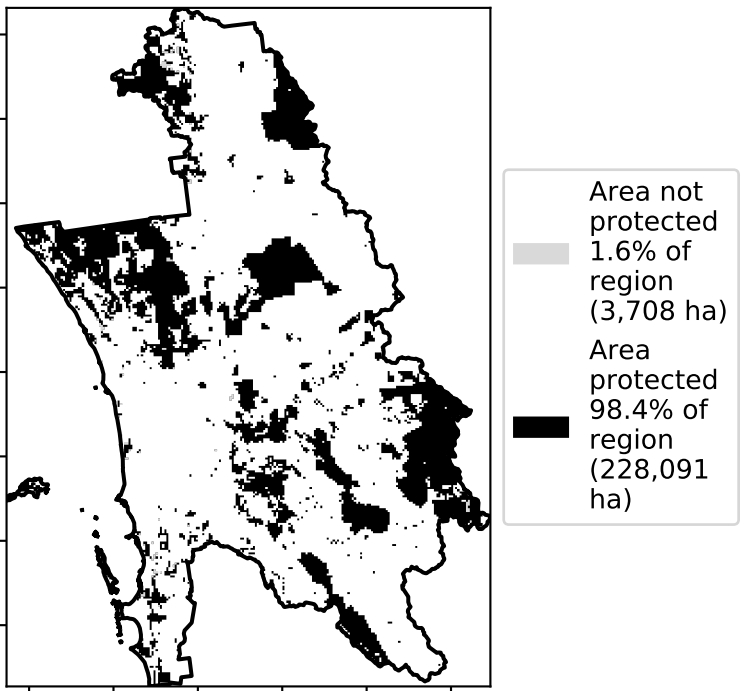 Area not
protected
1.6% of
region
(3,708 ha)
Area
protected
98.4% of
region
(228,091
ha)